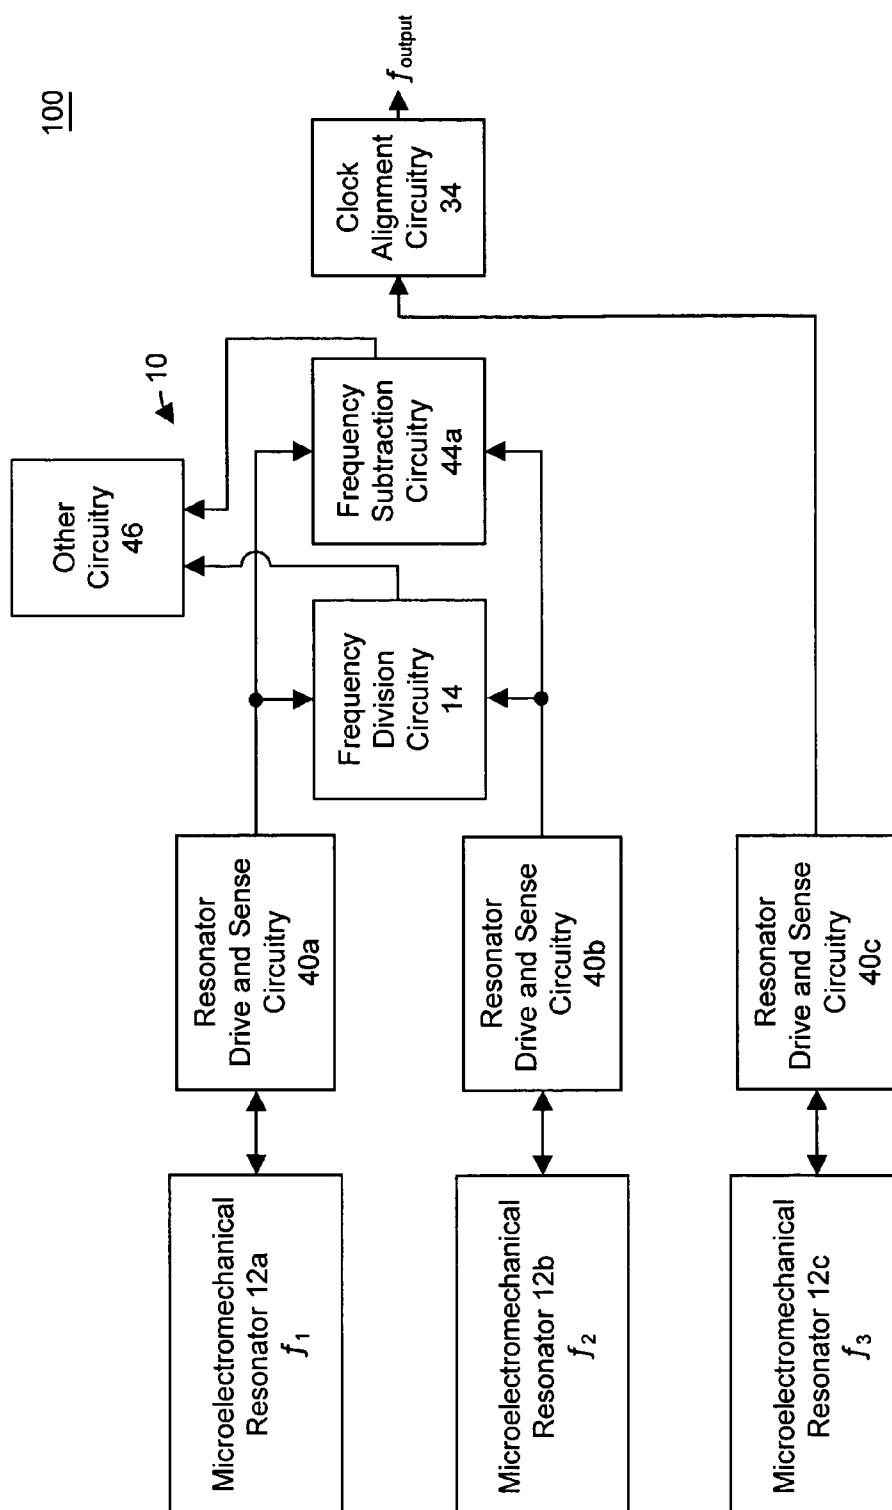 100
10
Microelectromechanical
Resonator 12a
f1
Resonator
Drive and Sense
Circuitry
40a
Frequency
Division
Circuitry
14
Frequency
Subtraction
Circuitry
44a
Other
Circuitry
46
Clock
Alignment
Circuitry
34
foutput
Microelectromechanical
Resonator 12b
f2
Resonator
Drive and Sense
Circuitry
40b
Microelectromechanical
Resonator 12c
f3
Resonator
Drive and Sense
Circuitry
40c